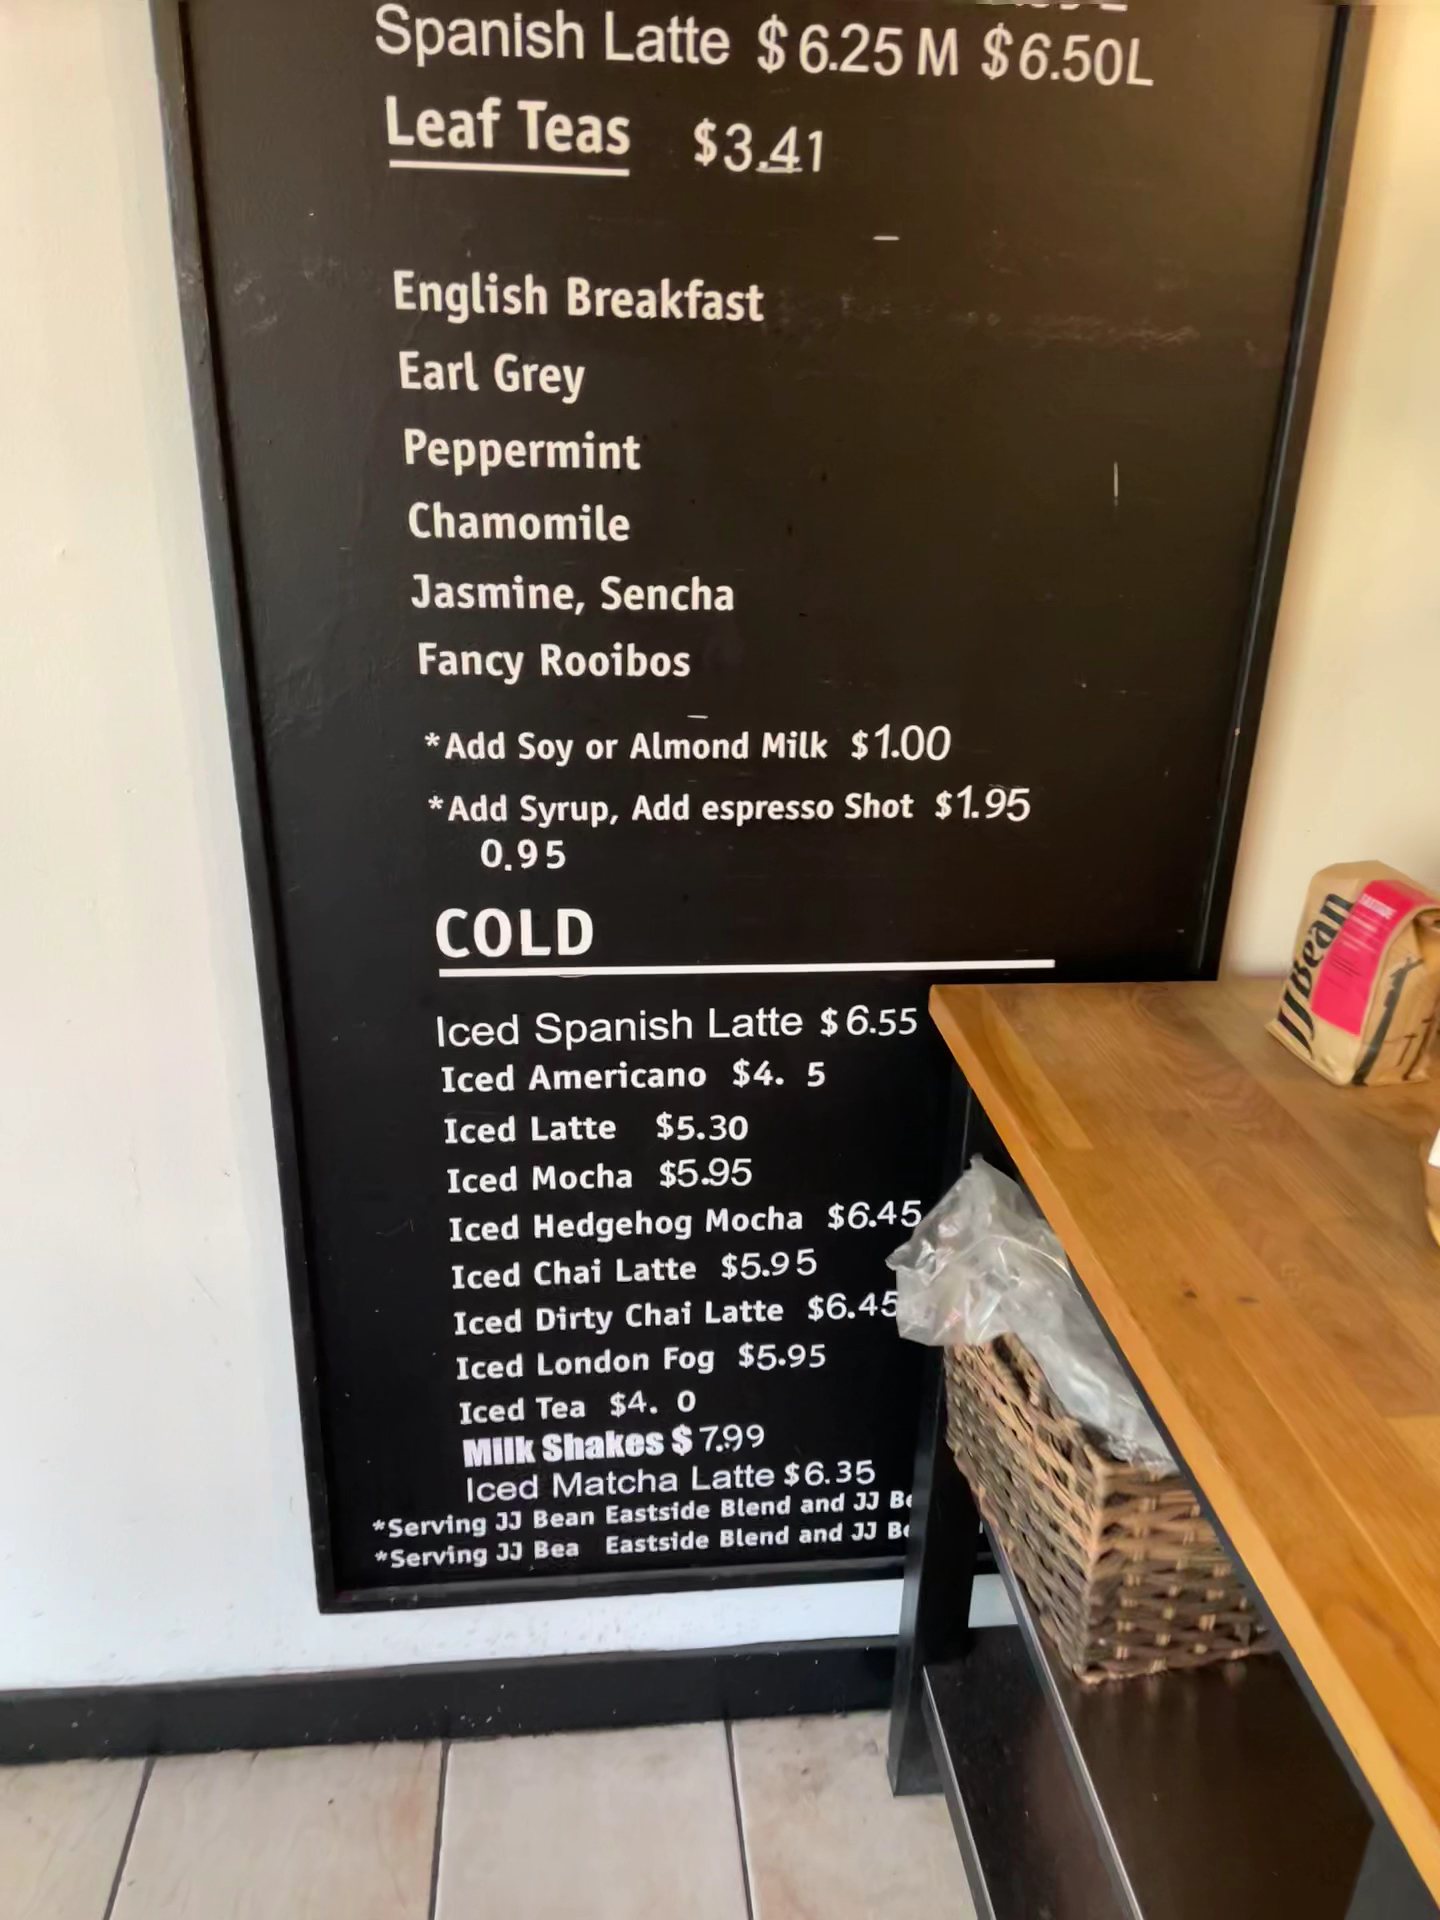 Spanish Latte $6.25 M $6.50L
Leaf Teas $3.41
English Breakfast
Earl Grey
Peppermint
Chamomile
Jasmine, Sencha
Fancy Rooibos
*Add Soy or Almond Milk $1.00
*Add Syrup, Add espresso Shot $1.95
0.95
COLD
Iced Spanish Latte $6.55
Iced Americano $4. 5
Iced Latte $5.30
Iced Mocha $5.95
Iced Hedgehog Mocha $6.45
Iced Chai Latte $5.95
Iced Dirty Chai Latte $6.45
Iced London Fog $5.95
Iced Tea $4. 0
Milk Shakes $7.99
Iced Matcha Latte $6.35
*Serving JJ Bean Eastside Blend and JJ
*Serving JJ Bea Eastside Blend and JJ
JJ Bean